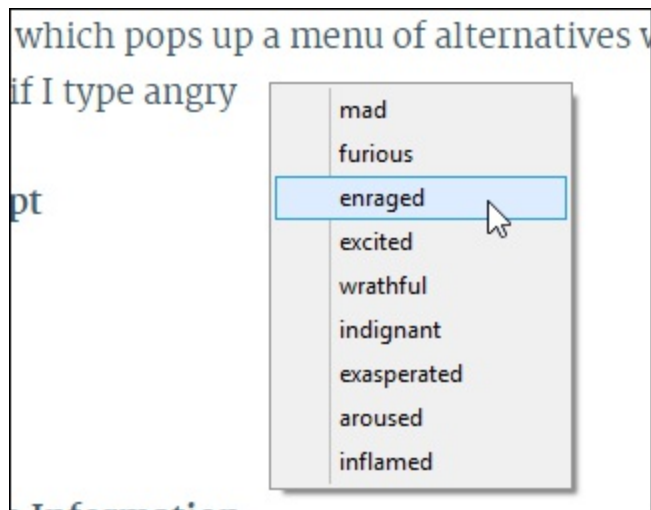 which pops up a menu of alternatives
if I type angry
mad
furious
pt
enraged
excited
wrathful
indignant
exasperated
aroused
inflamed
Information